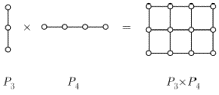 × =
P₃ P₄ P₃×P₄